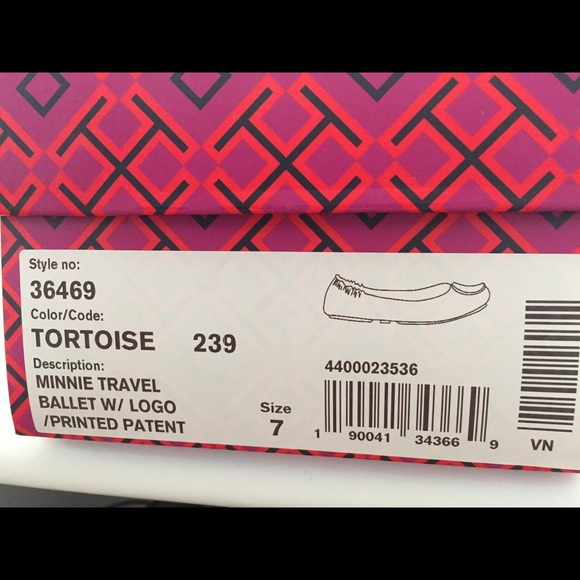 Style no:
36469
Color/Code:
TORTOISE 239
Description:
MINNIE TRAVEL
BALLET W/ LOGO
/PRINTED PATENT
Size
7
4400023536
1 90041 34366 9
VN